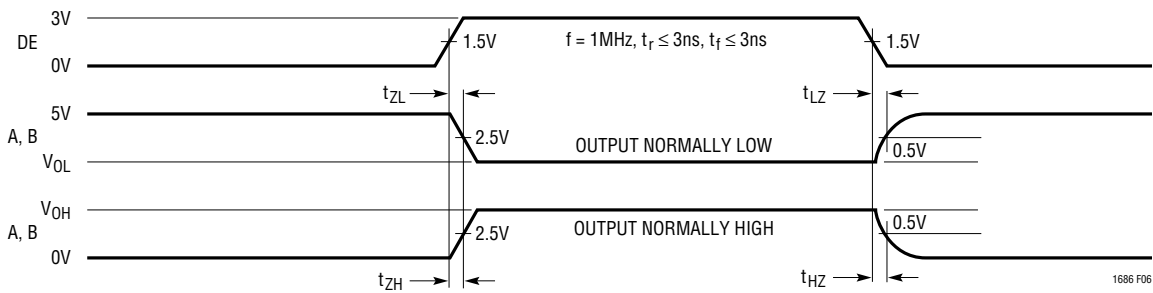 3V
DE
1.5V
f = 1MHz, tr ≤ 3ns, tf ≤ 3ns
1.5V
0V
tZL
tLZ
5V
A, B
2.5V
OUTPUT NORMALLY LOW
0.5V
VOL
VOH
A, B
2.5V
OUTPUT NORMALLY HIGH
0.5V
0V
tZH
tHZ
1686 F06